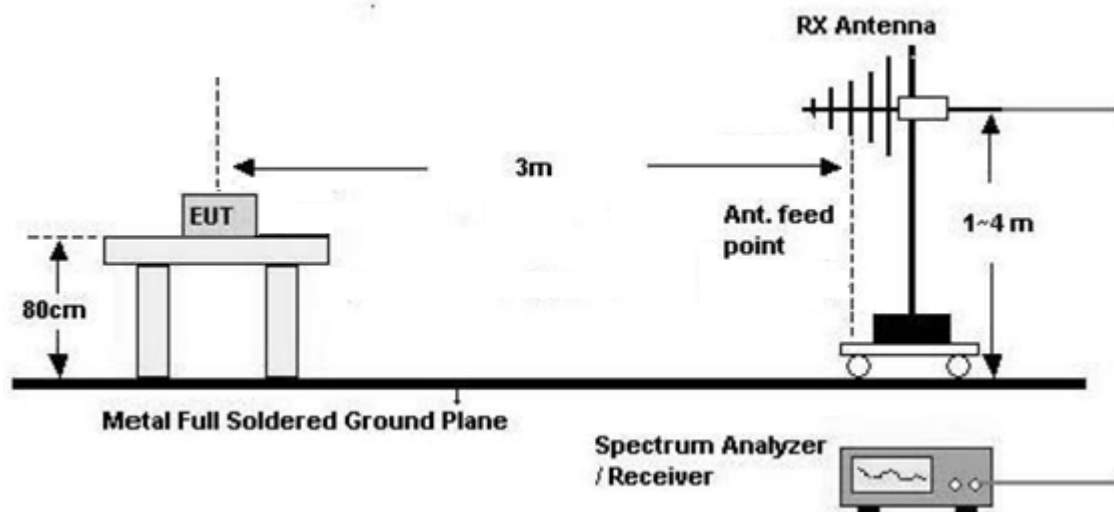 RX Antenna
3m
EUT
Ant. feed
point
1~4 m
80cm
Metal Full Soldered Ground Plane
Spectrum Analyzer
/ Receiver